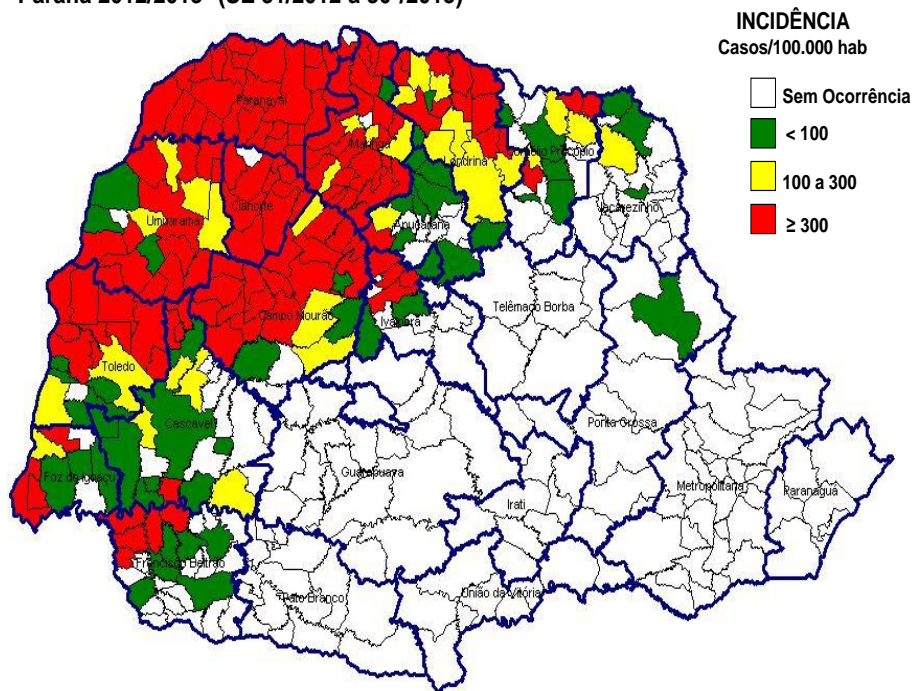 Paraná 2012/2013* (SE 31/2012 a 30*/2013)
INCIDÊNCIA
Casos/100.000 hab
Sem Ocorrência
< 100
100 a 300
≥ 300
Paranavaí
Maringá
Londrina
Cornélio Procópio
Jacarezinho
Umuarama
Cianorte
Apucarana
Campo Mourão
Ivaiporã
Telêmaco Borba
Toledo
Cascavel
Ponta Grossa
Foz do Iguaçu
Guarapuava
Metropolitana
Paranaguá
Irati
Francisco Beltrão
Pato Branco
União da Vitória